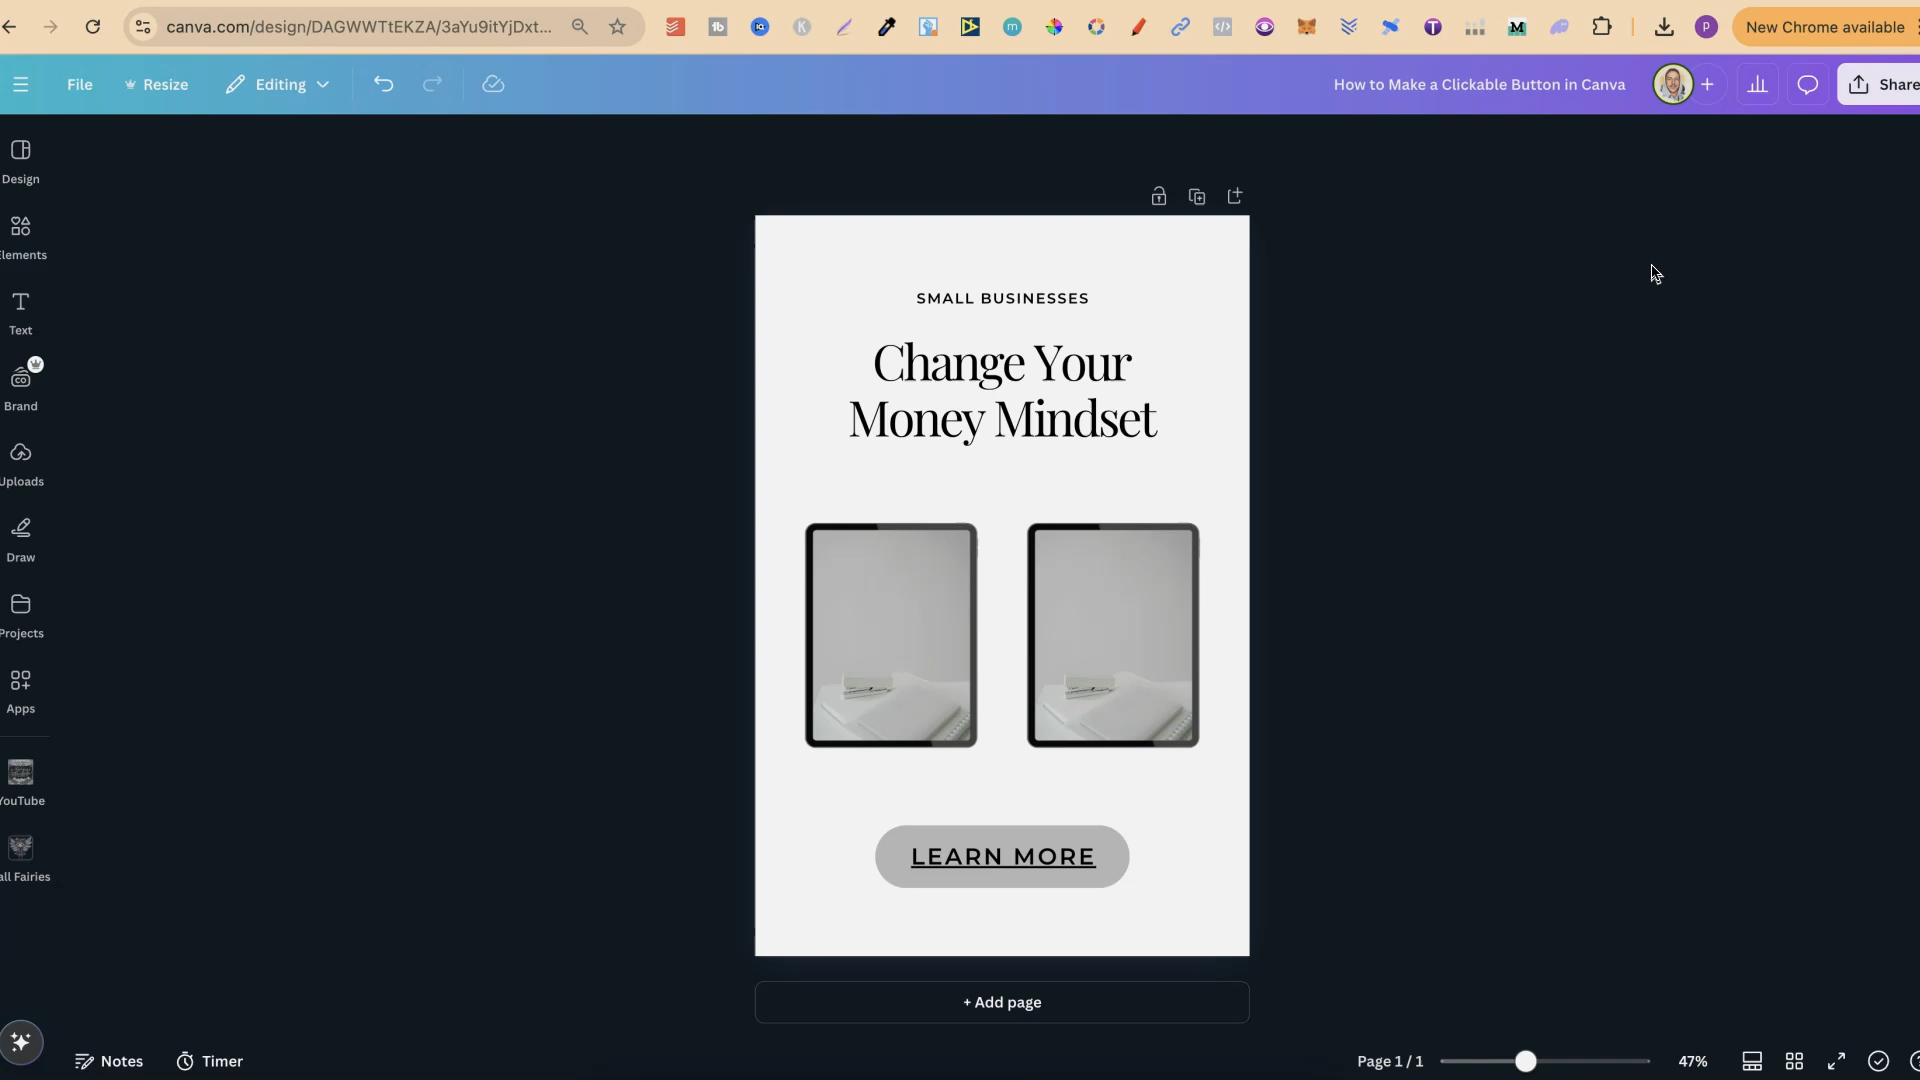 canva.com/design/DAGWWTtEKZA/3aYu9itYjDxt...
New Chrome available
File
Resize
Editing
How to Make a Clickable Button in Canva
Share
Design
Elements
Text
Brand
Uploads
Draw
Projects
Apps
YouTube
all Fairies
SMALL BUSINESSES
Change Your
Money Mindset
LEARN MORE
+ Add page
Notes
Timer
Page 1 / 1
47%